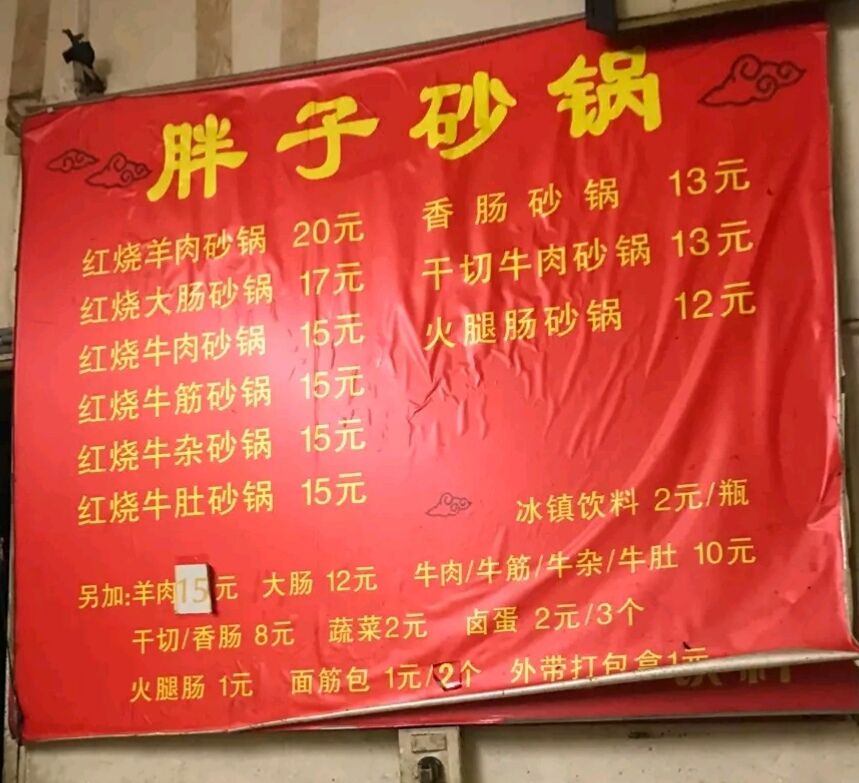 胖子砂锅
红烧羊肉砂锅 20元
红烧大肠砂锅 17元
红烧牛肉砂锅 15元
红烧牛筋砂锅 15元
红烧牛杂砂锅 15元
红烧牛肚砂锅 15元
香肠砂锅 13元
干切牛肉砂锅 13元
火腿肠砂锅 12元
冰镇饮料 2元/瓶
另加:羊肉15元 大肠 12元 牛肉/牛筋/牛杂/牛肚 10元
干切/香肠 8元 蔬菜2元 卤蛋 2元/3个
火腿肠 1元 面筋包 1元/2个 外带打包盒1元